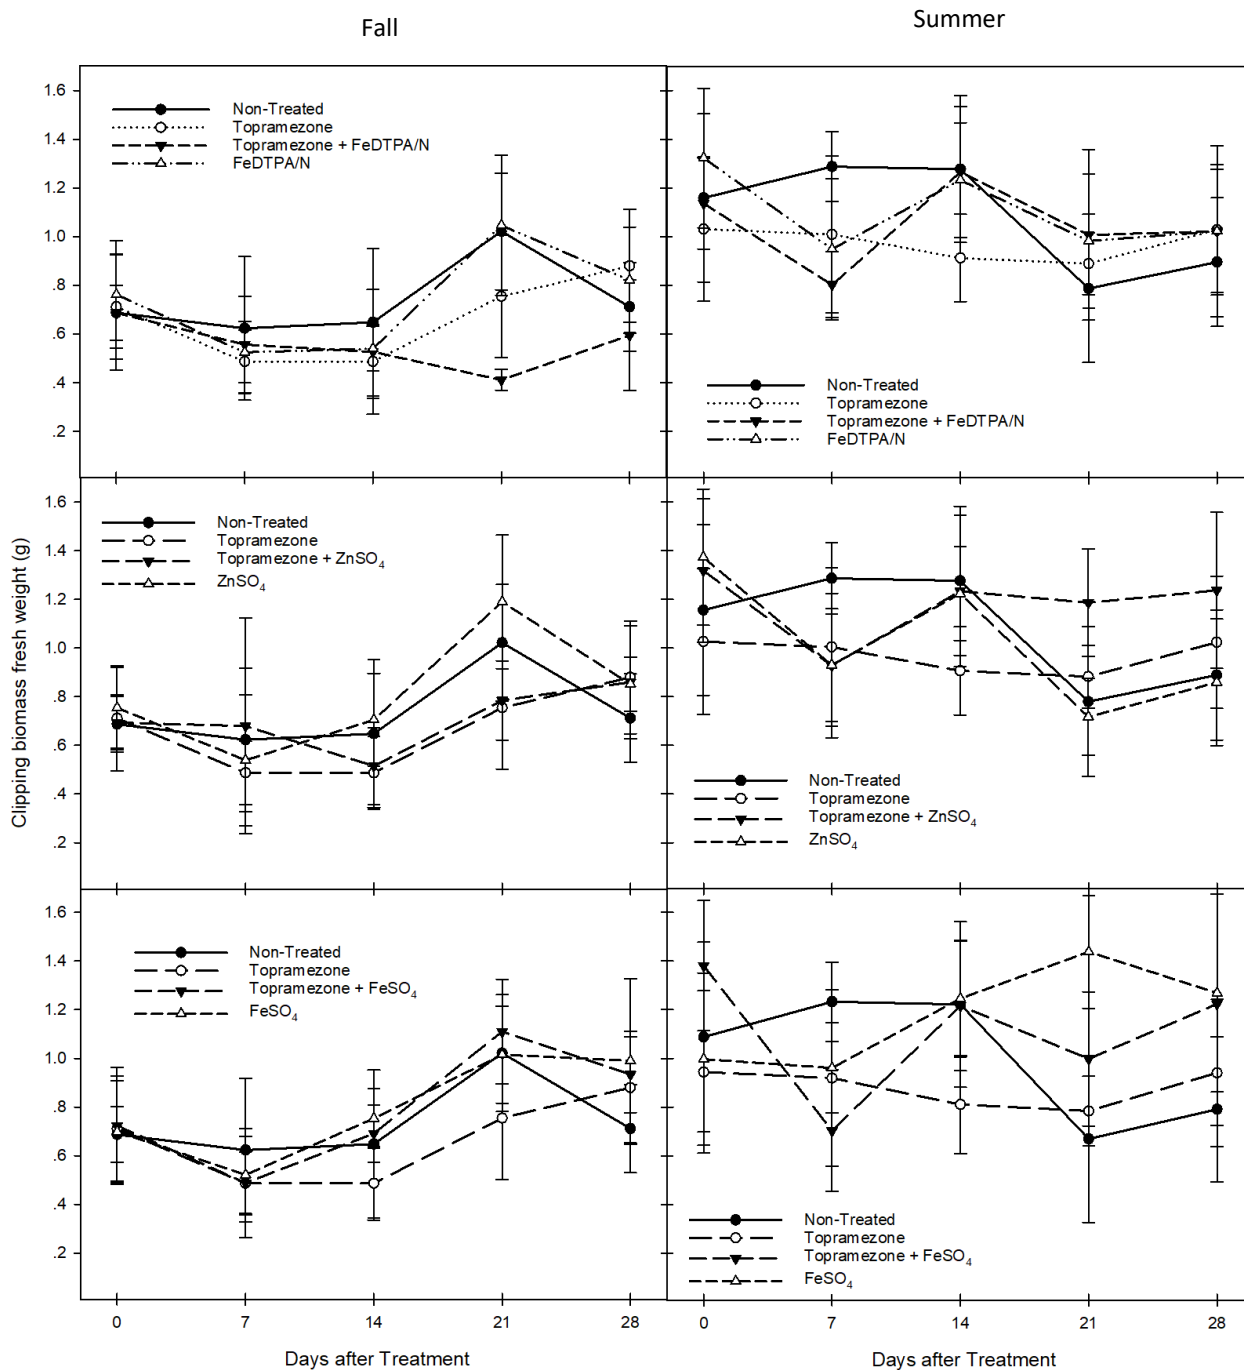 Fall
Summer
1.6
1.4
1.2
1.0
.8
.6
.4
.2
Non-Treated
Topramezone
Topramezone + FeDTPA/N
FeDTPA/N
Non-Treated
Topramezone
Topramezone + FeDTPA/N
FeDTPA/N
Clipping biomass fresh weight (g)
1.6
1.4
1.2
1.0
.8
.6
.4
.2
Non-Treated
Topramezone
Topramezone + ZnSO4
ZnSO4
Non-Treated
Topramezone
Topramezone + ZnSO4
ZnSO4
1.6
1.4
1.2
1.0
.8
.6
.4
.2
Non-Treated
Topramezone
Topramezone + FeSO4
FeSO4
Non-Treated
Topramezone
Topramezone + FeSO4
FeSO4
0 7 14 21 28
0 7 14 21 28
Days after Treatment
Days after Treatment